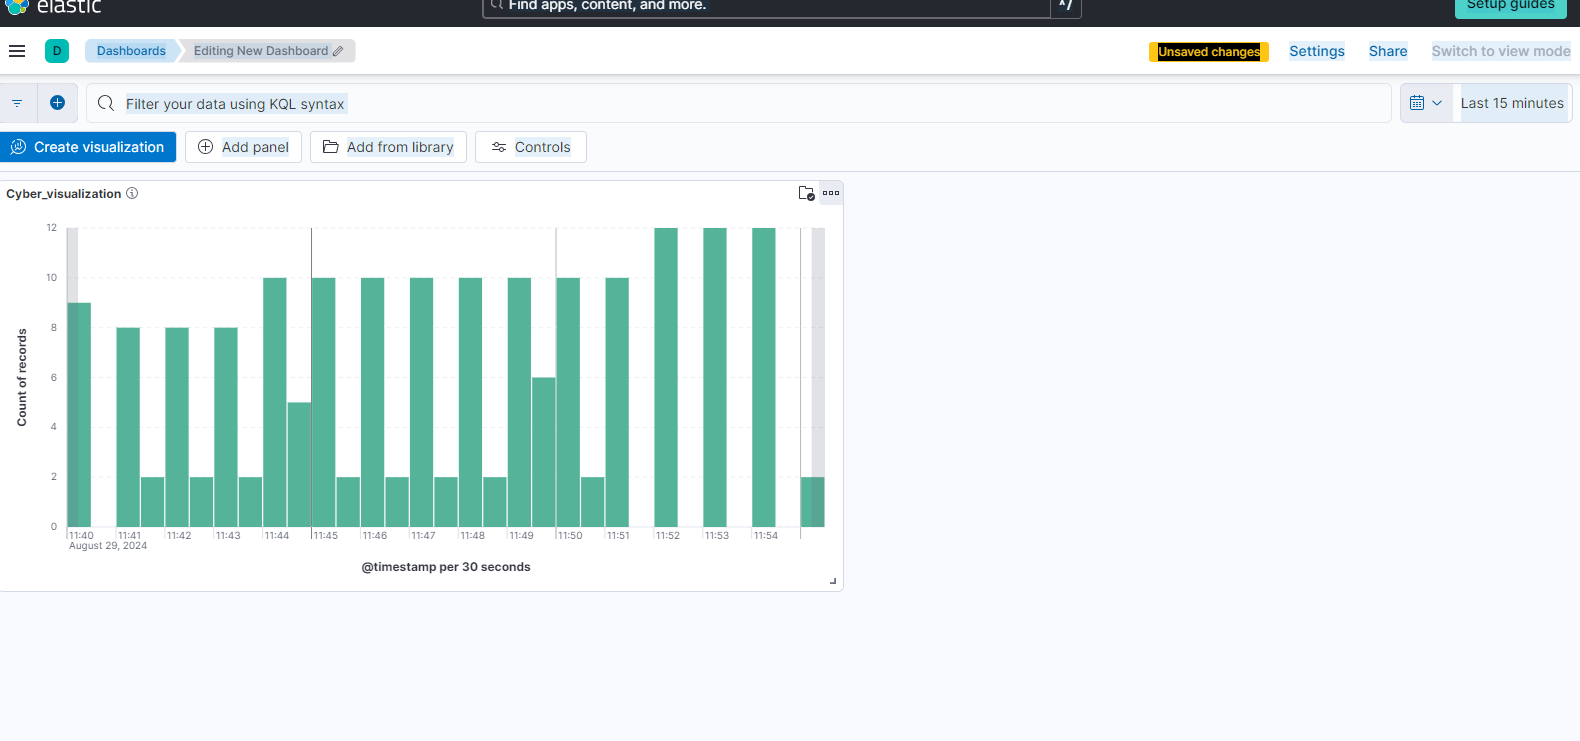 elastic
Find apps, content, and more.
^/
Setup guides
D
Dashboards
Editing New Dashboard
Unsaved changes
Settings
Share
Switch to view mode
Filter your data using KQL syntax
Last 15 minutes
Create visualization
Add panel
Add from library
Controls
Cyber_visualization
Count of records
12
10
8
6
4
2
0
11:40 11:41 11:42 11:43 11:44 11:45 11:46 11:47 11:48 11:49 11:50 11:51 11:52 11:53 11:54
August 29, 2024
@timestamp per 30 seconds